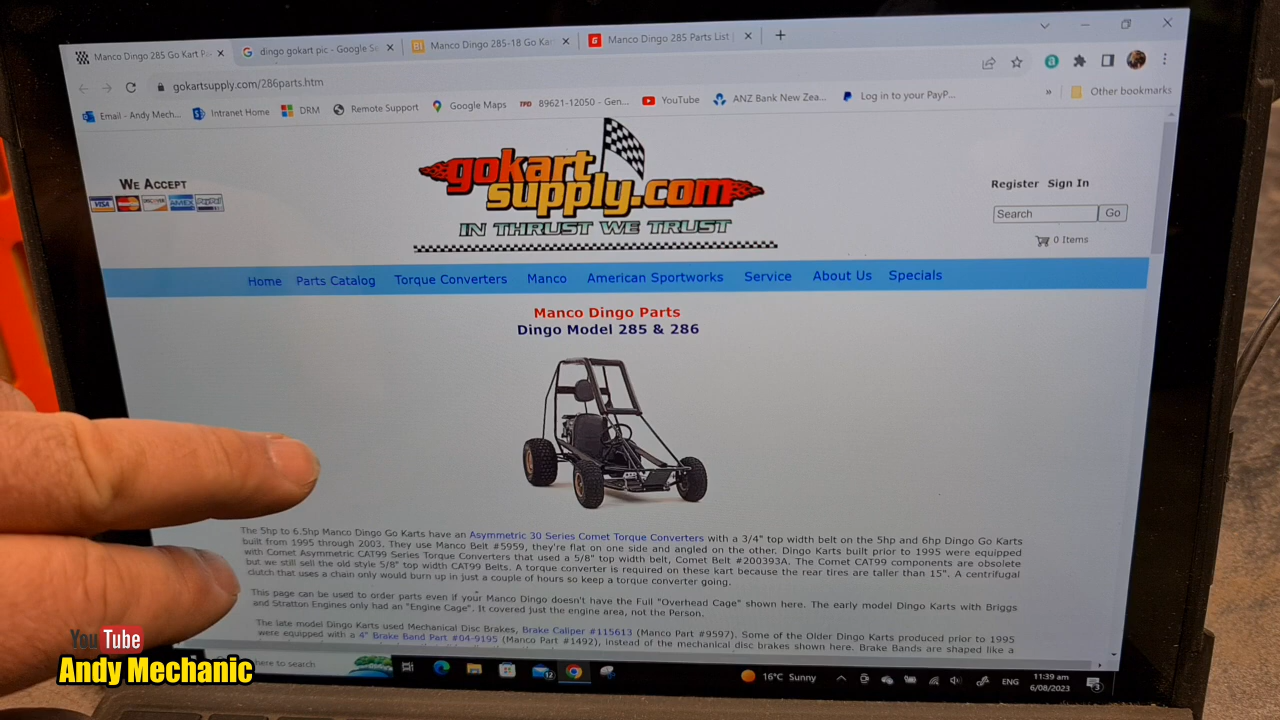 Manco Dingo 285 Go Kart P
dingo gokart pic - Google Se
Manco Dingo 285-18 Go Kar
Manco Dingo 285 Parts List
gokartsupply.com/286parts.htm
Email - Andy Mech...
Intranet Home
DRM
Remote Support
Google Maps
89621-12050 - Gen...
YouTube
ANZ Bank New Zea...
Log in to your PayP...
Other bookmarks
WE ACCEPT
VISA
AMEX
PayPal
gokart
supply.com
IN THRUST WE TRUST
Register Sign In
Search Go
0 Items
Home Parts Catalog Torque Converters Manco American Sportworks Service About Us Specials
Manco Dingo Parts
Dingo Model 285 & 286
The 5hp to 6.5hp Manco Dingo Go Karts have an Asymmetric 30 Series Comet Torque Converters with a 3/4" top width belt on the 5hp and 6hp Dingo Go Karts
built from 1995 through 2003. They use Manco Belt #5959, they're flat on one side and angled on the other. Dingo Karts built prior to 1995 were equipped
with Comet Asymmetric CAT99 Series Torque Converters that used a 5/8" top width belt, Comet Belt #200393A. The Comet CAT99 components are obsolete
but we still sell the old style 5/8" top width CAT99 Belts. A torque converter is required on these kart because the rear tires are taller than 15". A centrifugal
clutch that uses a chain only would burn up in just a couple of hours so keep a torque converter going.
This page can be used to order parts even if your Manco Dingo doesn't have the Full "Overhead Cage" shown here. The early model Dingo Karts with Briggs
and Stratton Engines only had an "Engine Cage". It covered just the engine area, not the Person.
The late model Dingo Karts used Mechanical Disc Brakes, Brake Caliper #115613 (Manco Part #9597). Some of the Older Dingo Karts produced prior to 1995
were equipped with a 4" Brake Band Part #04-9195 (Manco Part #1492), instead of the mechanical disc brakes shown here. Brake Bands are shaped like a
here to search
12
16°C Sunny
ENG
11:39 am
6/08/2023
3
YouTube
Andy Mechanic